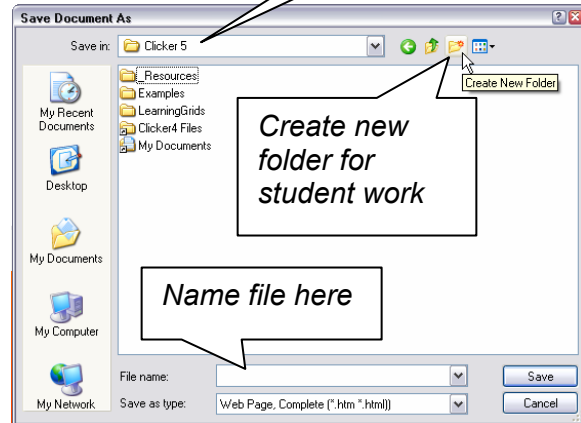 Save Document As
Save in:
Clicker 5
Create New Folder
_Resources
Examples
LearningGrids
Clicker4 Files
My Documents
My Recent
Documents
Desktop
My Documents
My Computer
My Network
Create new
folder for
student work
Name file here
File name:
Save
Save as type:
Web Page, Complete (*.htm *.html)
Cancel